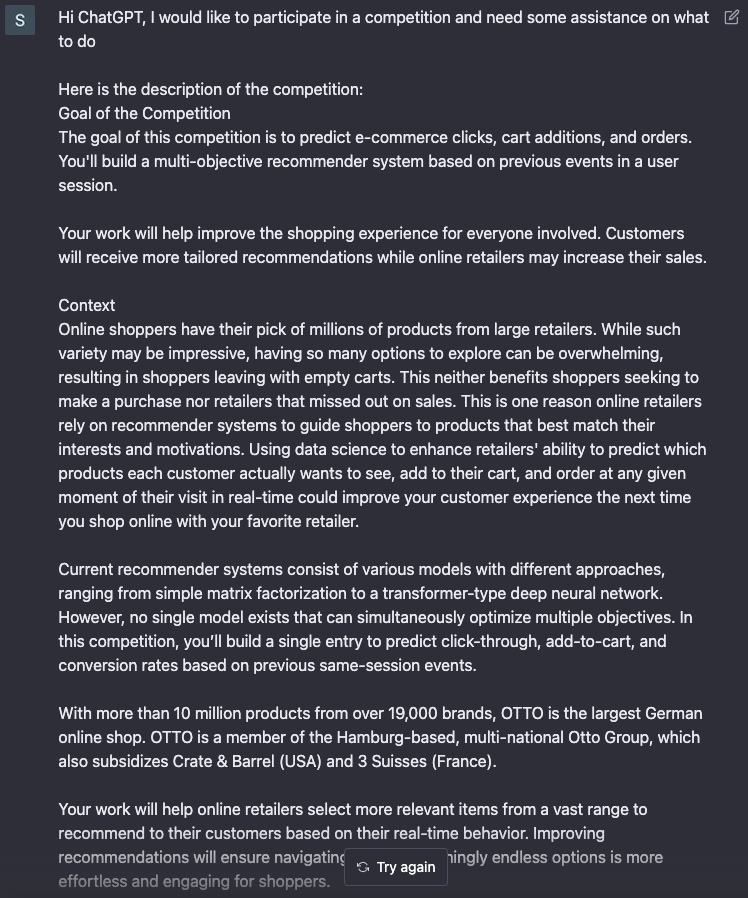 S
Hi ChatGPT, I would like to participate in a competition and need some assistance on what
to do
Here is the description of the competition:
Goal of the Competition
The goal of this competition is to predict e-commerce clicks, cart additions, and orders.
You'll build a multi-objective recommender system based on previous events in a user
session.
Your work will help improve the shopping experience for everyone involved. Customers
will receive more tailored recommendations while online retailers may increase their sales.
Context
Online shoppers have their pick of millions of products from large retailers. While such
variety may be impressive, having so many options to explore can be overwhelming,
resulting in shoppers leaving with empty carts. This neither benefits shoppers seeking to
make a purchase nor retailers that missed out on sales. This is one reason online retailers
rely on recommender systems to guide shoppers to products that best match their
interests and motivations. Using data science to enhance retailers' ability to predict which
products each customer actually wants to see, add to their cart, and order at any given
moment of their visit in real-time could improve your customer experience the next time
you shop online with your favorite retailer.
Current recommender systems consist of various models with different approaches,
ranging from simple matrix factorization to a transformer-type deep neural network.
However, no single model exists that can simultaneously optimize multiple objectives. In
this competition, you’ll build a single entry to predict click-through, add-to-cart, and
conversion rates based on previous same-session events.
With more than 10 million products from over 19,000 brands, OTTO is the largest German
online shop. OTTO is a member of the Hamburg-based, multi-national Otto Group, which
also subsidizes Crate & Barrel (USA) and 3 Suisses (France).
Your work will help online retailers select more relevant items from a vast range to
recommend to their customers based on their real-time behavior. Improving
recommendations will ensure navigating Try again endless options is more
effortless and engaging for shoppers.